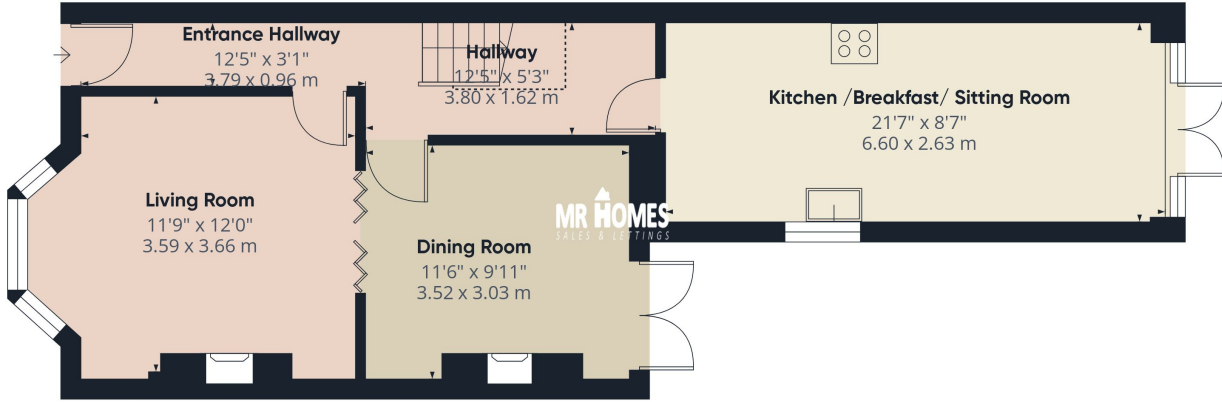 Entrance Hallway
12'5" x 3'1"
3.79 x 0.96 m
Hallway
12'5" x 5'3"
3.80 x 1.62 m
Kitchen /Breakfast/ Sitting Room
21'7" x 8'7"
6.60 x 2.63 m
Living Room
11'9" x 12'0"
3.59 x 3.66 m
MR HOMES
SALES & LETTINGS
Dining Room
11'6" x 9'11"
3.52 x 3.03 m